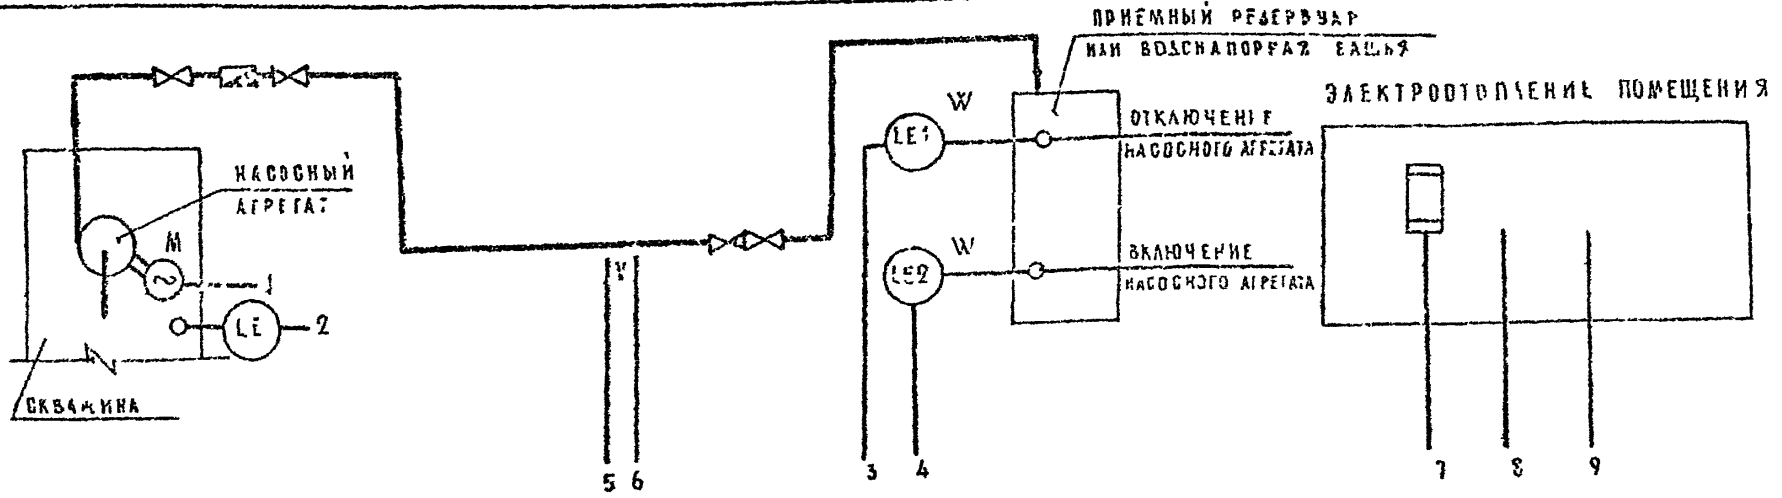 ПРИЕМНЫЙ РЕЗЕРВУАР
ИЛИ ВОДОНАПОРНАЯ БАШНЯ
ЭЛЕКТРООТОПЛЕНИЕ ПОМЕЩЕНИЯ
W
LE1
ОТКЛЮЧЕНИЕ
НАСОСНОГО АГРЕГАТА
НАСОСНЫЙ
АГРЕГАТ
M
W
LE2
ВКЛЮЧЕНИЕ
НАСОСНОГО АГРЕГАТА
1
LE
2
СКВАЖИНА
5
6
3
4
7
8
9